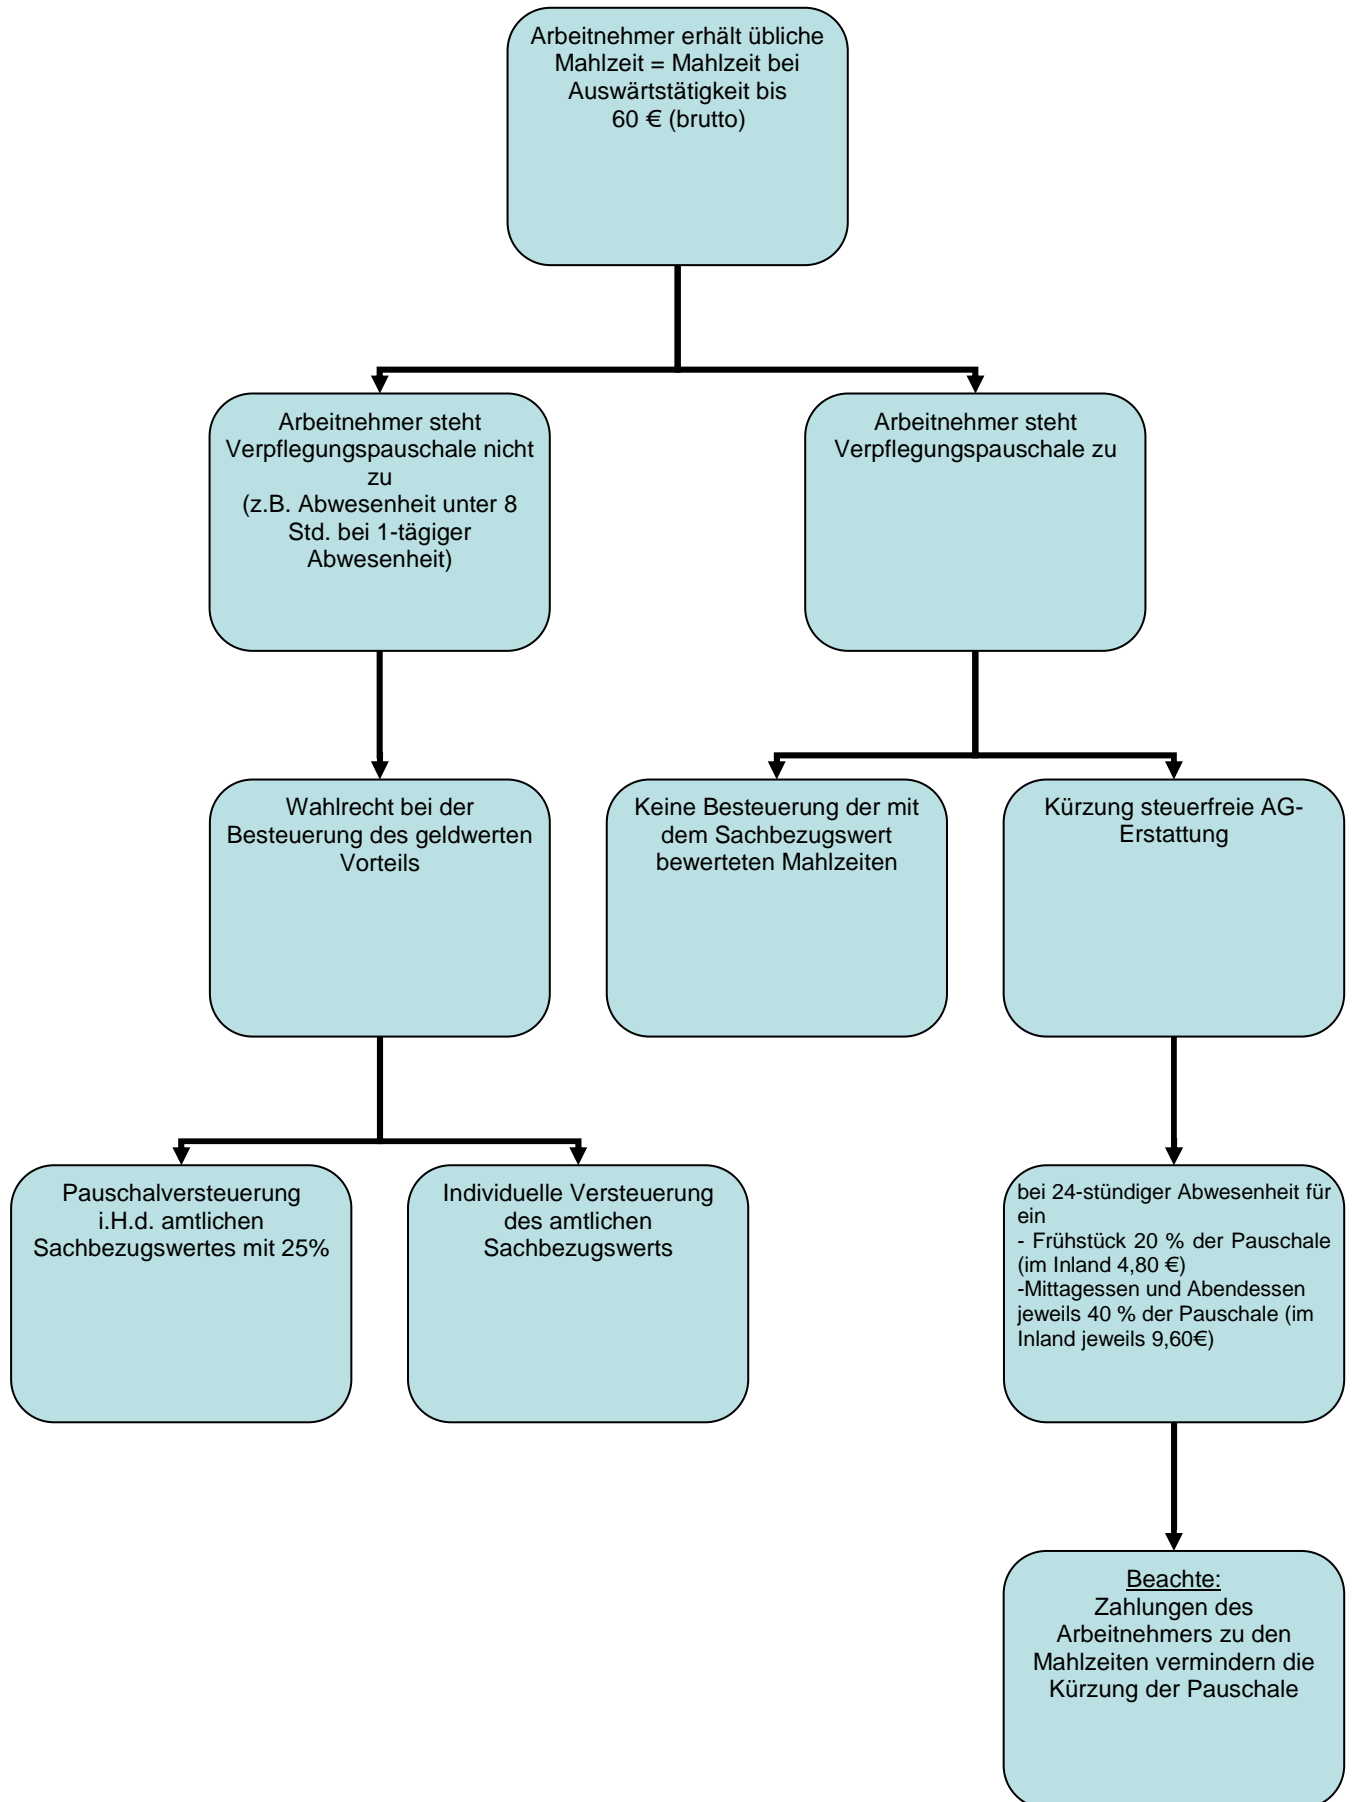 Arbeitnehmer erhält übliche
Mahlzeit = Mahlzeit bei
Auswärtstätigkeit bis
60 € (brutto)
Arbeitnehmer steht
Verpflegungspauschale nicht
zu
(z.B. Abwesenheit unter 8
Std. bei 1-tägiger
Abwesenheit)
Arbeitnehmer steht
Verpflegungspauschale zu
Wahlrecht bei der
Besteuerung des geldwerten
Vorteils
Keine Besteuerung der mit
dem Sachbezugswert
bewerteten Mahlzeiten
Kürzung steuerfreie AG-
Erstattung
Pauschalversteuerung
i.H.d. amtlichen
Sachbezugswertes mit 25%
Individuelle Versteuerung
des amtlichen
Sachbezugswerts
bei 24-stündiger Abwesenheit für
ein
- Frühstück 20 % der Pauschale
(im Inland 4,80 €)
-Mittagessen und Abendessen
jeweils 40 % der Pauschale (im
Inland jeweils 9,60€)
Beachte:
Zahlungen des
Arbeitnehmers zu den
Mahlzeiten vermindern die
Kürzung der Pauschale